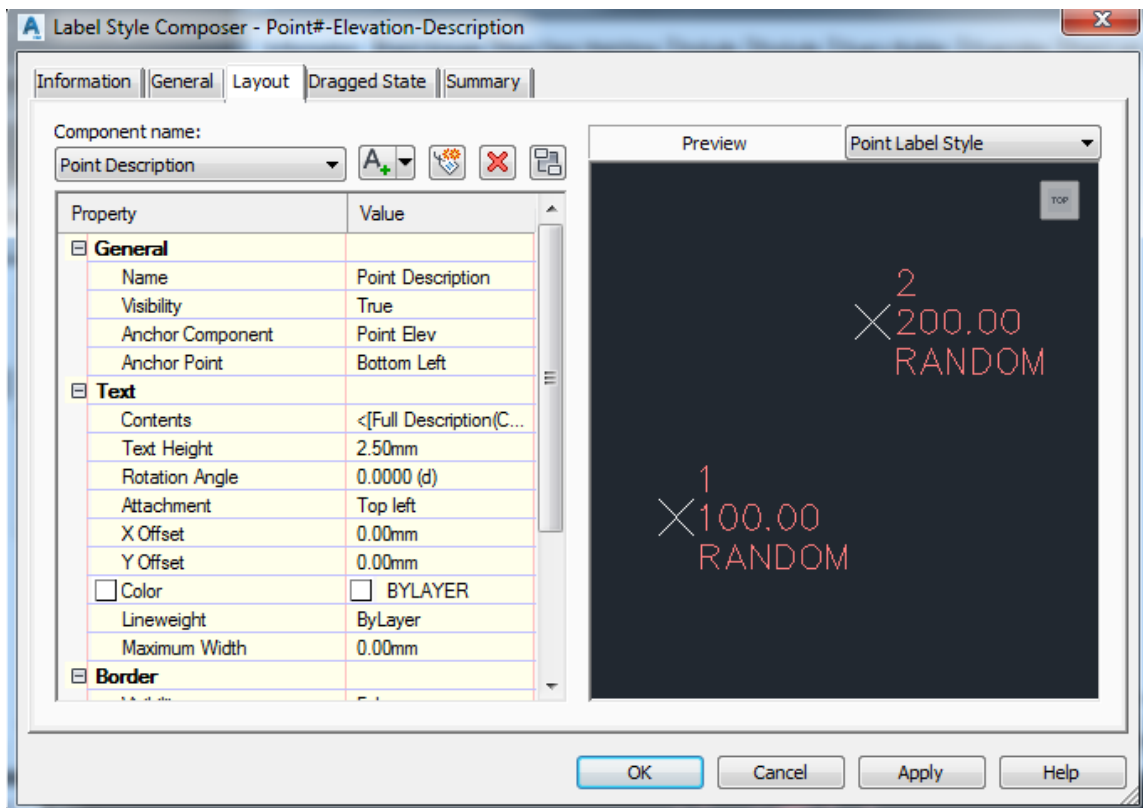 Label Style Composer - Point#-Elevation-Description
Information General Layout Dragged State Summary
Component name:
Point Description
Preview Point Label Style
Property Value
General
Name Point Description
Visibility True
Anchor Component Point Elev
Anchor Point Bottom Left
Text
Contents <[Full Description(C...
Text Height 2.50mm
Rotation Angle 0.0000 (d)
Attachment Top left
X Offset 0.00mm
Y Offset 0.00mm
Color BYLAYER
Lineweight ByLayer
Maximum Width 0.00mm
Border
TOP
2
200.00
RANDOM
1
100.00
RANDOM
OK Cancel Apply Help